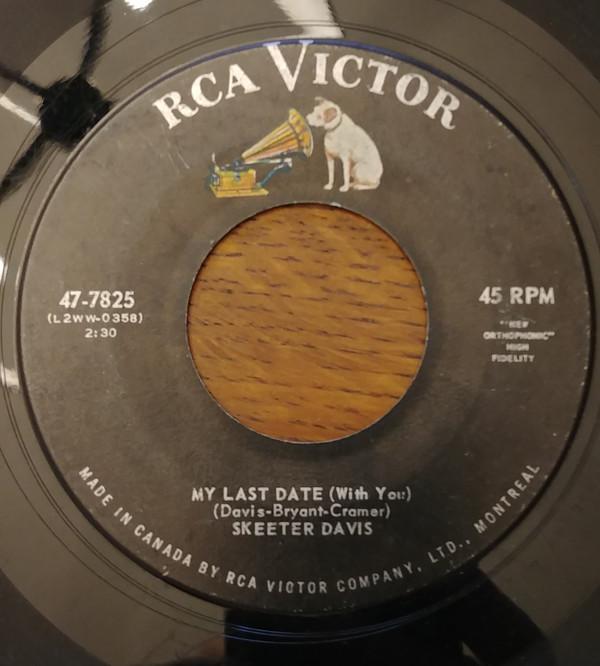 RCA VICTOR
47-7825
(L2WW-0358)
2:30
45 RPM
"NEW
ORTHOPHONIC"
HIGH
FIDELITY
MY LAST DATE (With You)
(Davis-Bryant-Cramer)
SKEETER DAVIS
MADE IN CANADA BY RCA VICTOR COMPANY, LTD., MONTREAL